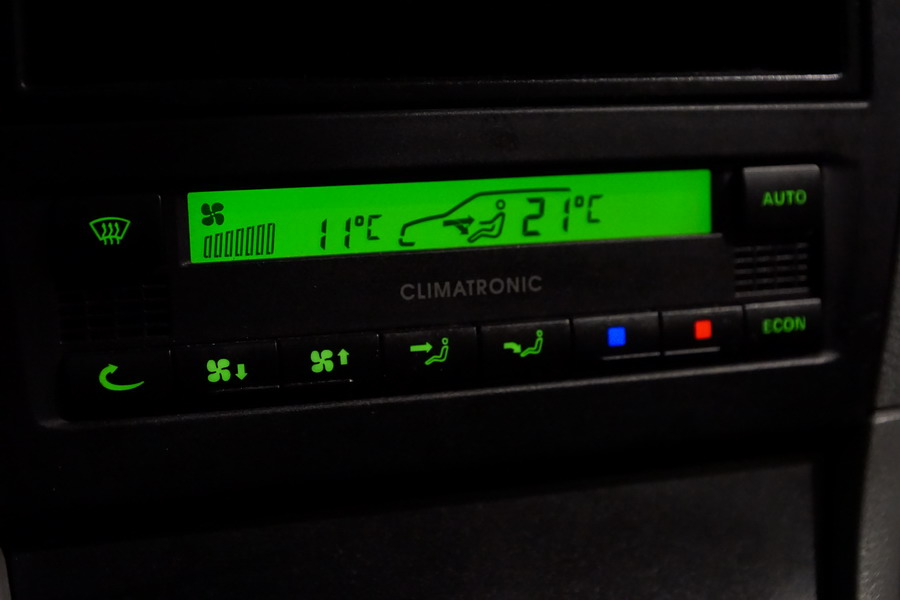 AUTO
11°C 21°C
CLIMATRONIC
ECON